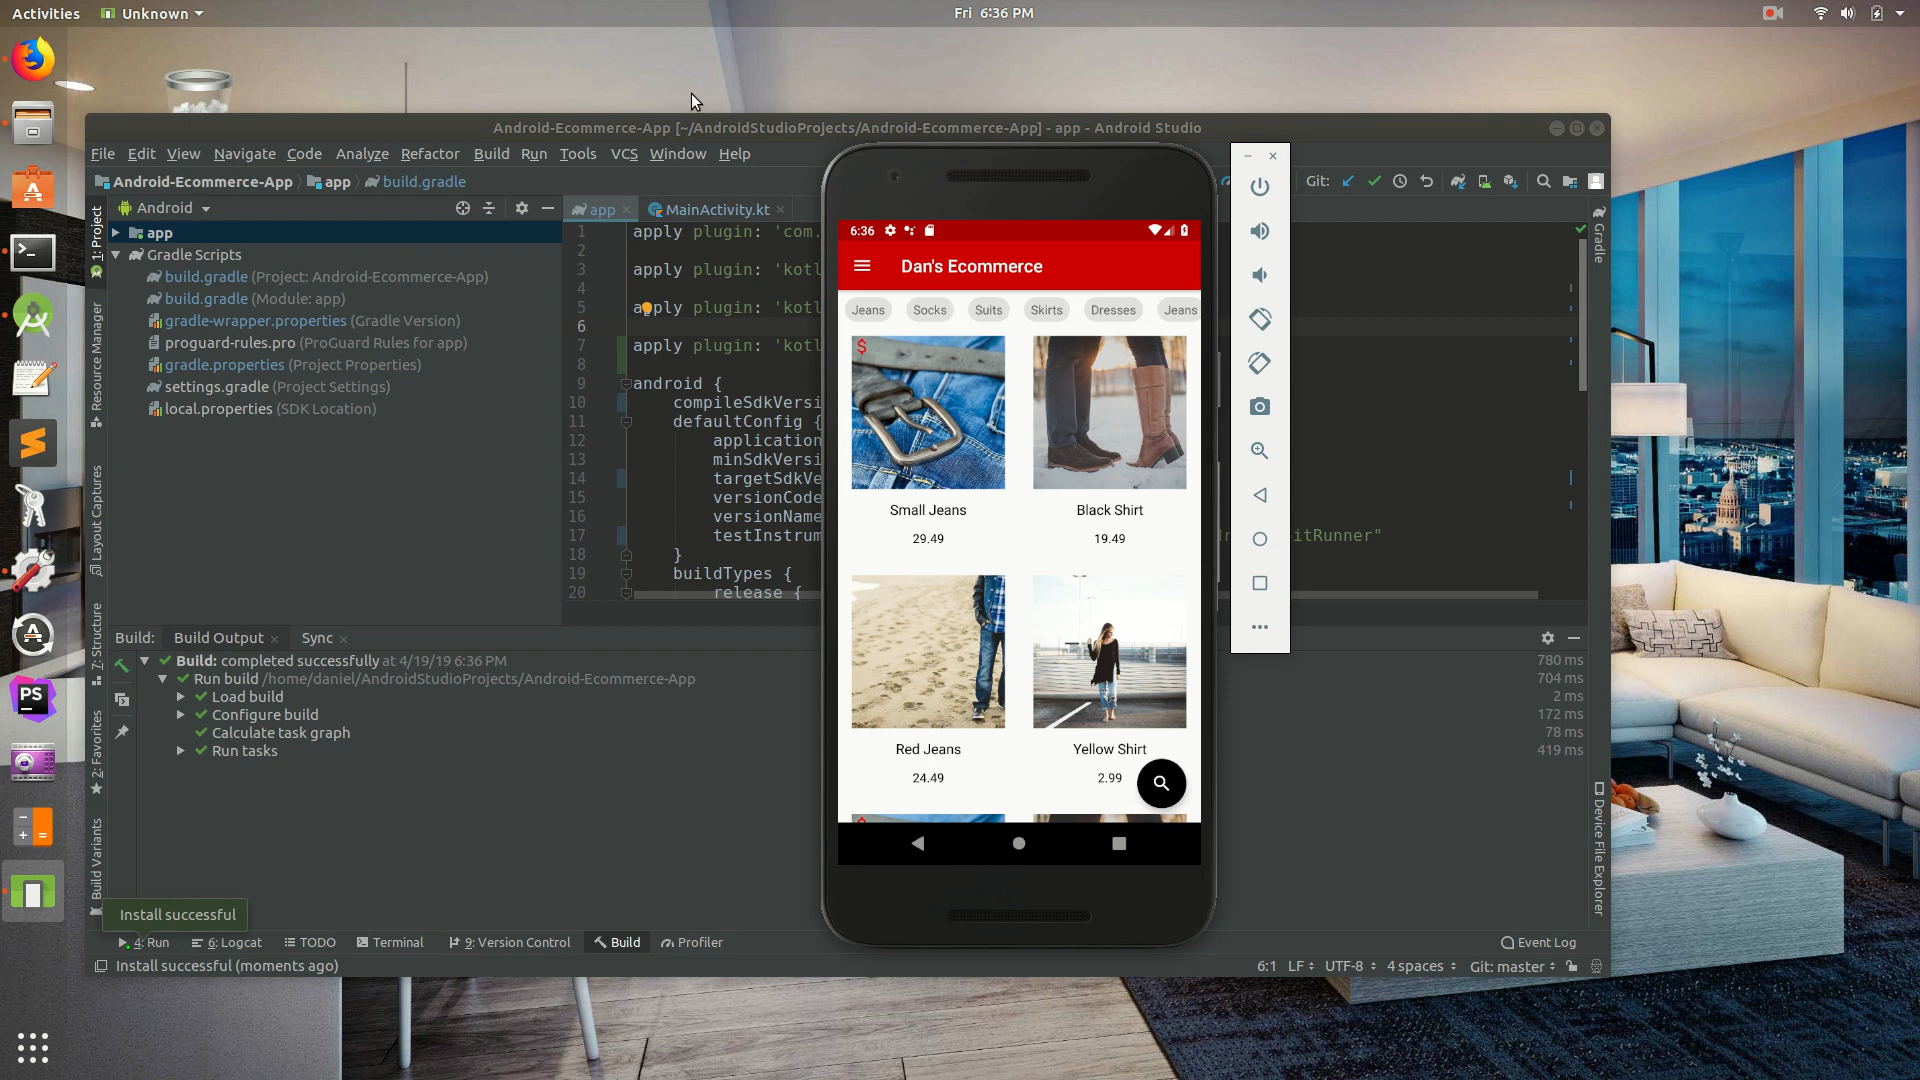 Activities
Unknown
Fri 6:36 PM
Android-Ecommerce-App [~/AndroidStudioProjects/Android-Ecommerce-App] - app - Android Studio
File Edit View Navigate Code Analyze Refactor Build Run Tools VCS Window Help
Android-Ecommerce-App app build.gradle
Git:
Android
app MainActivity.kt
1: Project
Resource Manager
Layout Captures
7: Structure
2: Favorites
Build Variants
app
Gradle Scripts
build.gradle (Project: Android-Ecommerce-App)
build.gradle (Module: app)
gradle-wrapper.properties (Gradle Version)
proguard-rules.pro (ProGuard Rules for app)
gradle.properties (Project Properties)
settings.gradle (Project Settings)
local.properties (SDK Location)
1 apply plugin: 'com.
2
3 apply plugin: 'kotl
4
5 apply plugin: 'kotl
6
7 apply plugin: 'kotl
8
9 android {
10 compileSdkVersi
11 defaultConfig {
12 application
13 minSdkVersi
14 targetSdkVe
15 versionCode
16 versionName
17 testInstrum itRunner"
18 }
19 buildTypes {
20 release {
Gradle
Device File Explorer
6:36
Dan's Ecommerce
Jeans Socks Suits Skirts Dresses Jeans
$
Small Jeans Black Shirt
29.49 19.49
Red Jeans Yellow Shirt
24.49 2.99
Build: Build Output Sync
Build: completed successfully at 4/19/19 6:36 PM 780 ms
Run build /home/daniel/AndroidStudioProjects/Android-Ecommerce-App 704 ms
Load build 2 ms
Configure build 172 ms
Calculate task graph 78 ms
Run tasks 419 ms
PS
Install successful
4: Run 6: Logcat TODO Terminal 9: Version Control Build Profiler Event Log
Install successful (moments ago) 6:1 LF UTF-8 4 spaces Git: master